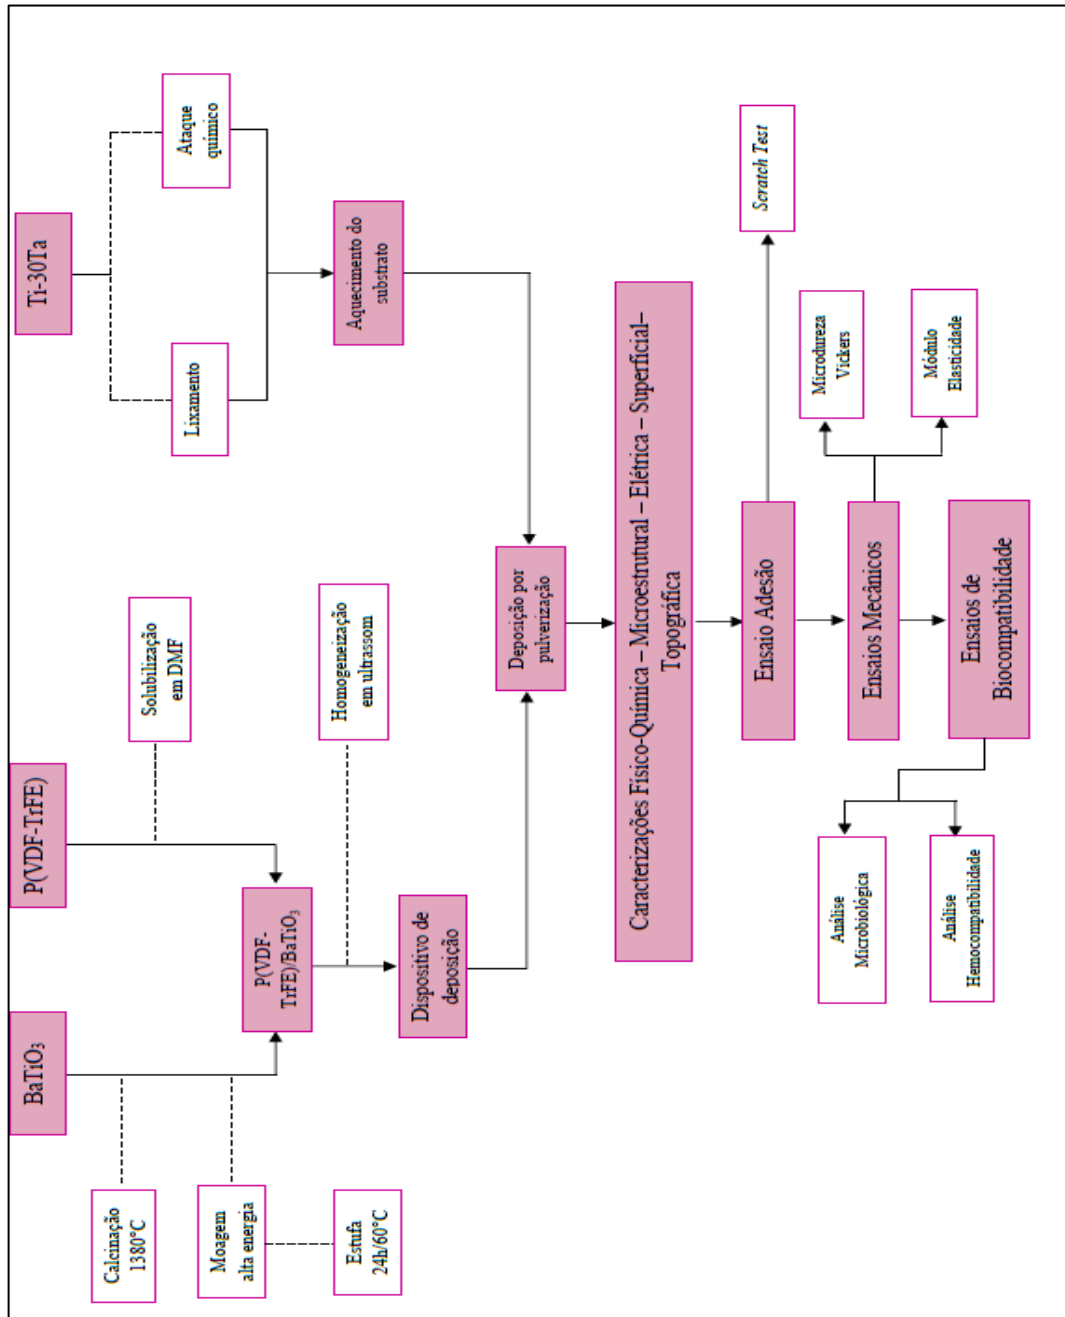 BaTiO₃
P(VDF-TrFE)
Ti-30Ta
Calcinação
1380°C
Solubilização
em DMF
Lixamento
Ataque
químico
Moagem
alta energia
P(VDF-
TrFE)/BaTiO₃
Estufa
24h/60°C
Homogeneização
em ultrassom
Aquecimento do
substrato
Dispositivo de
deposição
Deposição por
pulverização
Caracterizações Físico-Química – Microestrutural – Elétrica – Superficial–
Topográfica
Ensaio Adesão
Scratch Test
Ensaios Mecânicos
Microdureza
Vickers
Módulo
Elasticidade
Ensaios de
Biocompatibilidade
Análise
Microbiológica
Análise
Hemocompatibilidade